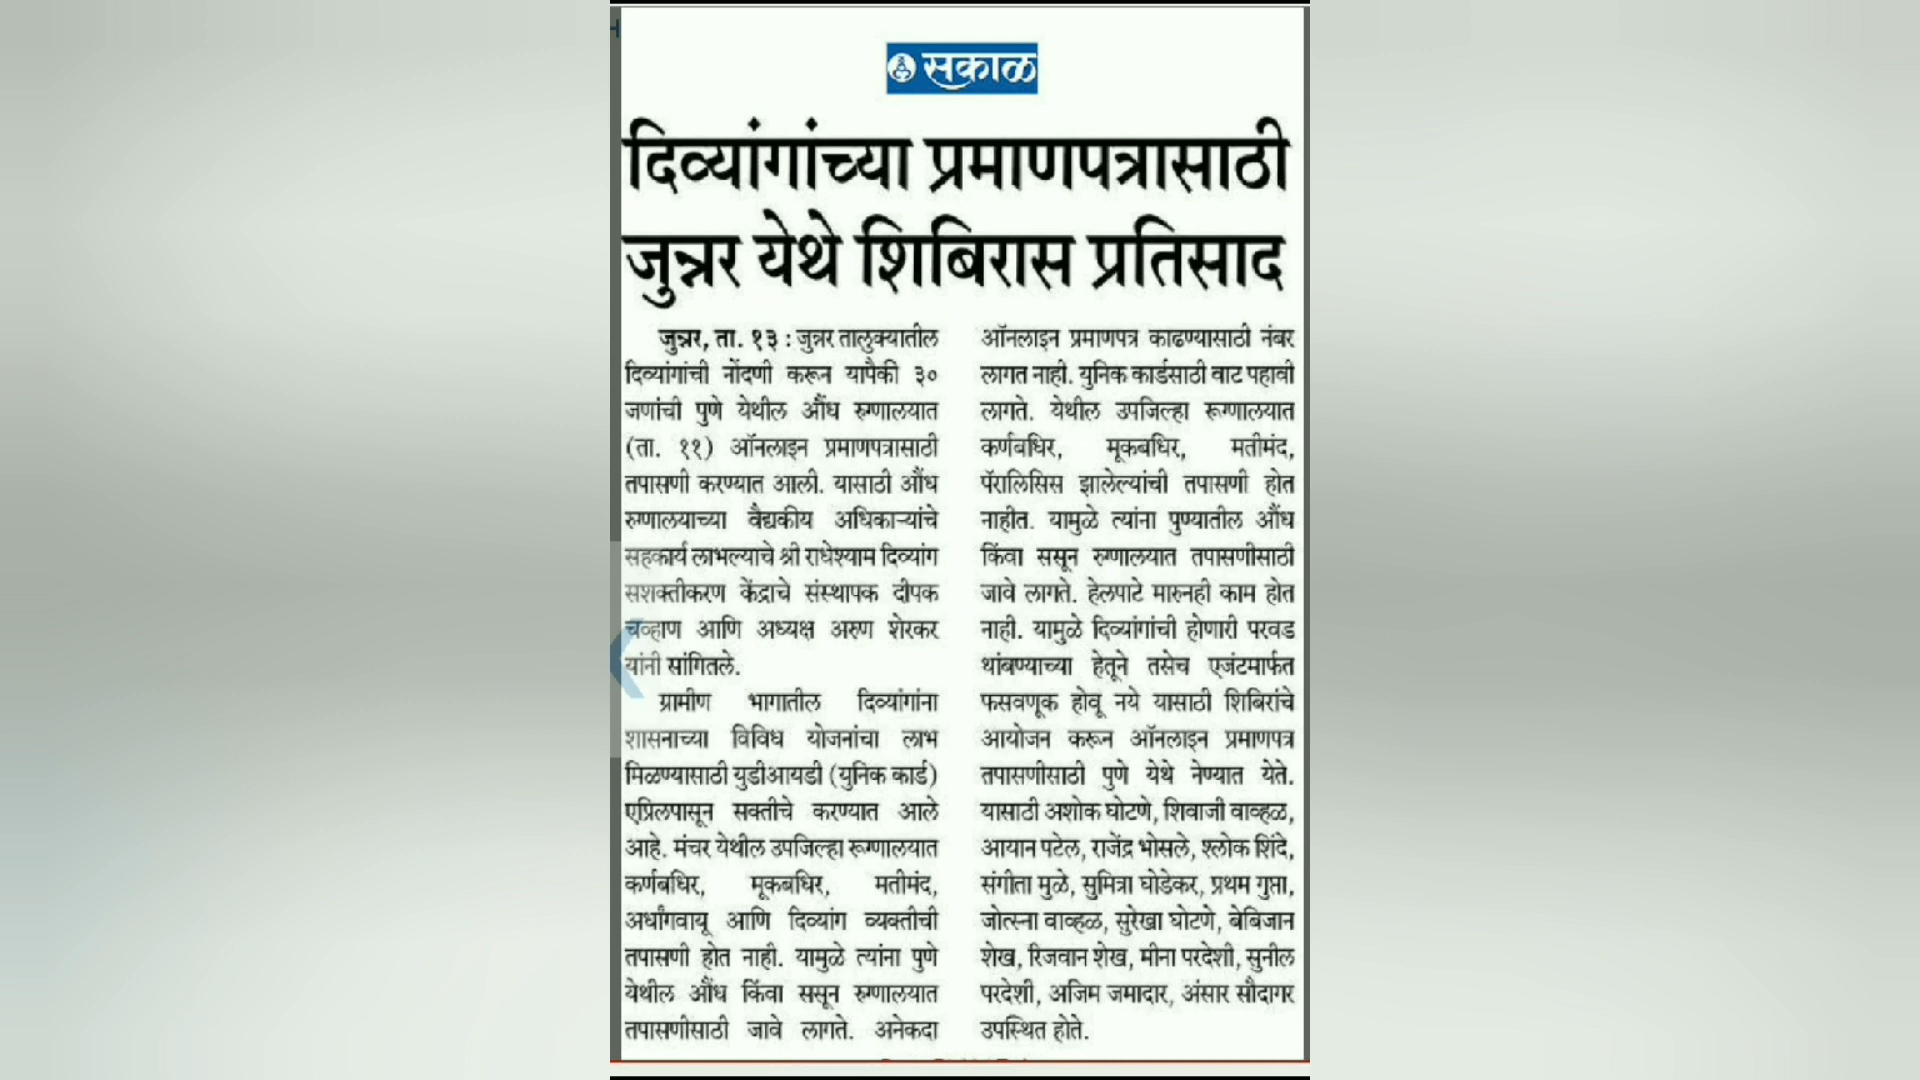 सकाळ
दिव्यांगांच्या प्रमाणपत्रासाठी
जुन्नर येथे शिबिरास प्रतिसाद
जुन्नर, ता. १३ : जुन्नर तालुक्यातील
दिव्यांगांची नोंदणी करून यापैकी ३०
जणांची पुणे येथील औंध रुग्णालयात
(ता. ११) ऑनलाइन प्रमाणपत्रासाठी
तपासणी करण्यात आली. यासाठी औंध
रुग्णालयाच्या वैद्यकीय अधिकाऱ्यांचे
सहकार्य लाभल्याचे श्री राधेश्याम दिव्यांग
सशक्तीकरण केंद्राचे संस्थापक दीपक
चव्हाण आणि अध्यक्ष अरुण शेरकर
यांनी सांगितले.
ग्रामीण भागातील दिव्यांगांना
शासनाच्या विविध योजनांचा लाभ
मिळण्यासाठी युडीआयडी (युनिक कार्ड)
एप्रिलपासून सक्तीचे करण्यात आले
आहे. मंचर येथील उपजिल्हा रूग्णालयात
कर्णबधिर, मूकबधिर, मतीमंद,
अर्धांगवायू आणि दिव्यांग व्यक्तीची
तपासणी होत नाही. यामुळे त्यांना पुणे
येथील औंध किंवा ससून रुग्णालयात
तपासणीसाठी जावे लागते. अनेकदा
ऑनलाइन प्रमाणपत्र काढण्यासाठी नंबर
लागत नाही. युनिक कार्डसाठी वाट पहावी
लागते. येथील उपजिल्हा रूग्णालयात
कर्णबधिर, मूकबधिर, मतीमंद,
पॅरालिसिस झालेल्यांची तपासणी होत
नाहीत. यामुळे त्यांना पुण्यातील औंध
किंवा ससून रुग्णालयात तपासणीसाठी
जावे लागते. हेलपाटे मारुनही काम होत
नाही. यामुळे दिव्यांगांची होणारी परवड
थांबण्याच्या हेतूने तसेच एजंटमार्फत
फसवणूक होवू नये यासाठी शिबिरांचे
आयोजन करून ऑनलाइन प्रमाणपत्र
तपासणीसाठी पुणे येथे नेण्यात येते.
यासाठी अशोक घोटणे, शिवाजी वाव्हळ,
आयान पटेल, राजेंद्र भोसले, श्लोक शिंदे,
संगीता मुळे, सुमित्रा घोडेकर, प्रथम गुप्ता,
जोत्स्ना वाव्हळ, सुरेखा घोटणे, बेबिजान
शेख, रिजवान शेख, मीना परदेशी, सुनील
परदेशी, अजिम जमादार, अंसार सौदागर
उपस्थित होते.